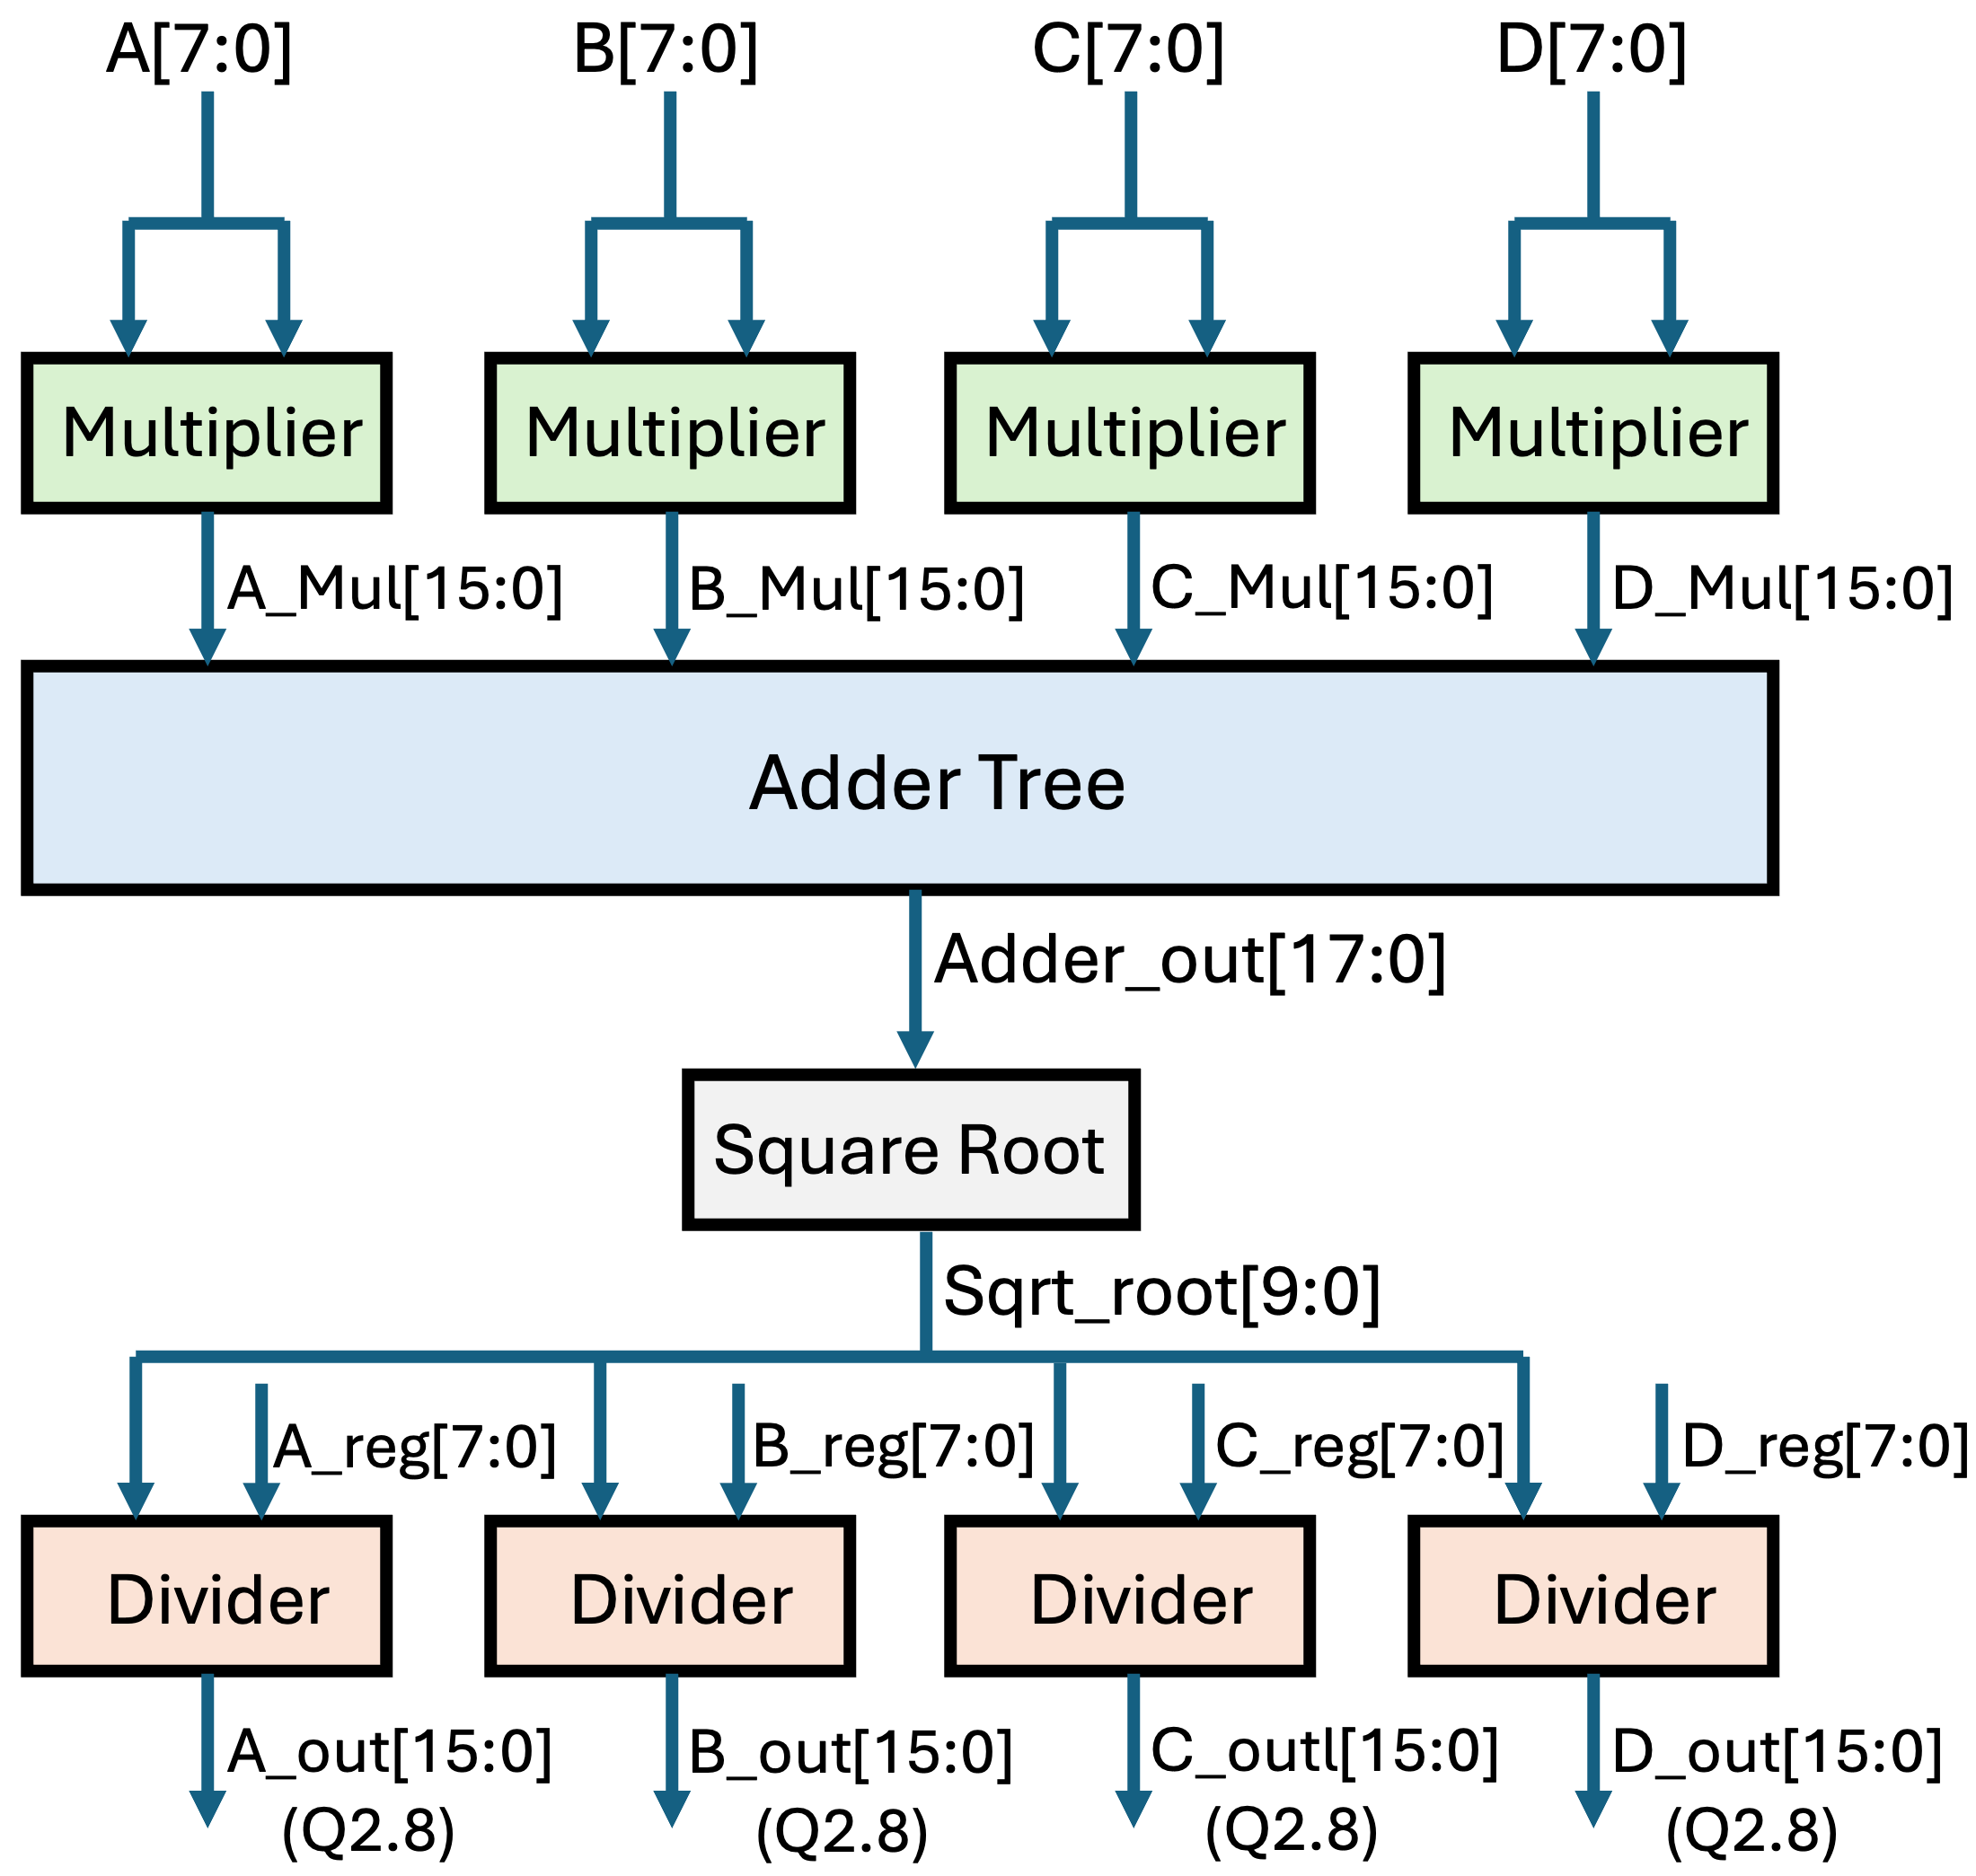 A[7:0] B[7:0] C[7:0] D[7:0]
Multiplier Multiplier Multiplier Multiplier
A_Mul[15:0] B_Mul[15:0] C_Mul[15:0] D_Mul[15:0]
Adder Tree
Adder_out[17:0]
Square Root
Sqrt_root[9:0]
A_reg[7:0] B_reg[7:0] C_reg[7:0] D_reg[7:0]
Divider Divider Divider Divider
A_out[15:0] B_out[15:0] C_outl[15:0] D_out[15:0]
(Q2.8) (Q2.8) (Q2.8) (Q2.8)